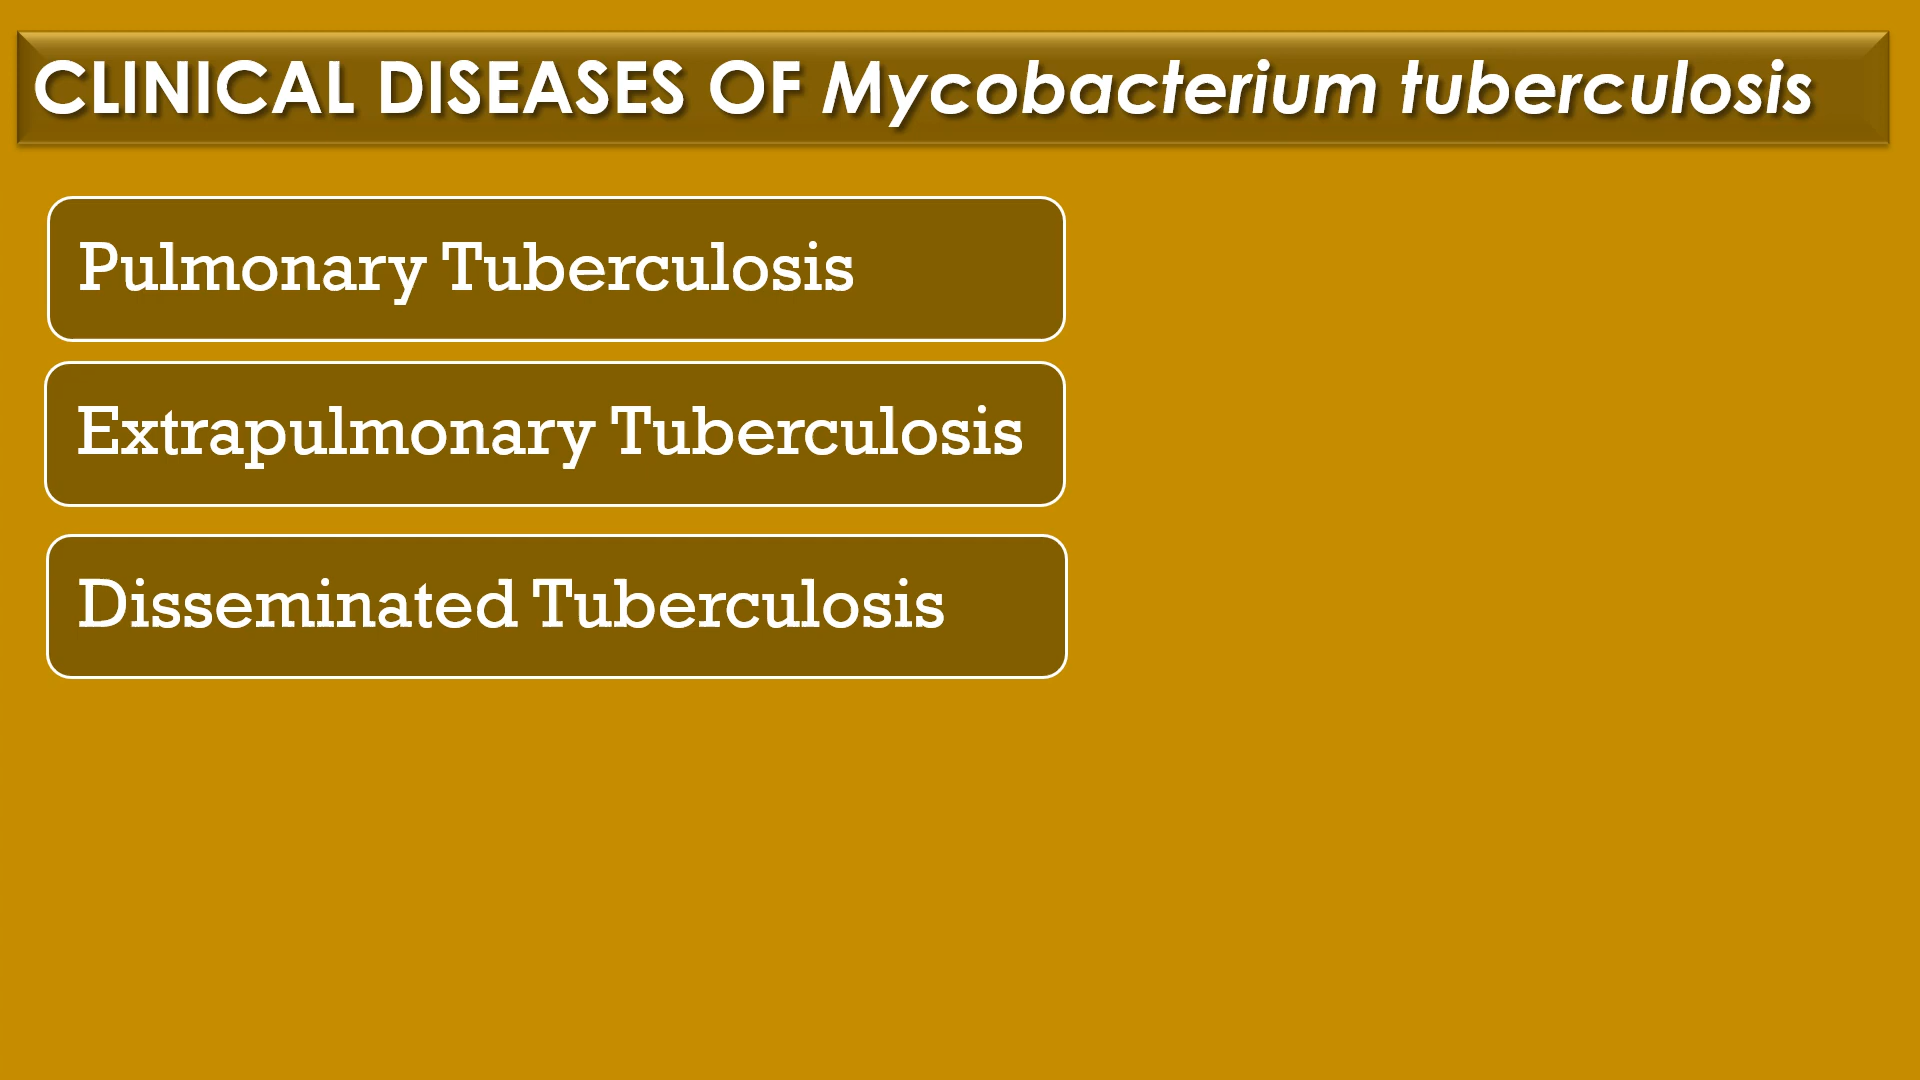 CLINICAL DISEASES OF Mycobacterium tuberculosis
Pulmonary Tuberculosis
Extrapulmonary Tuberculosis
Disseminated Tuberculosis